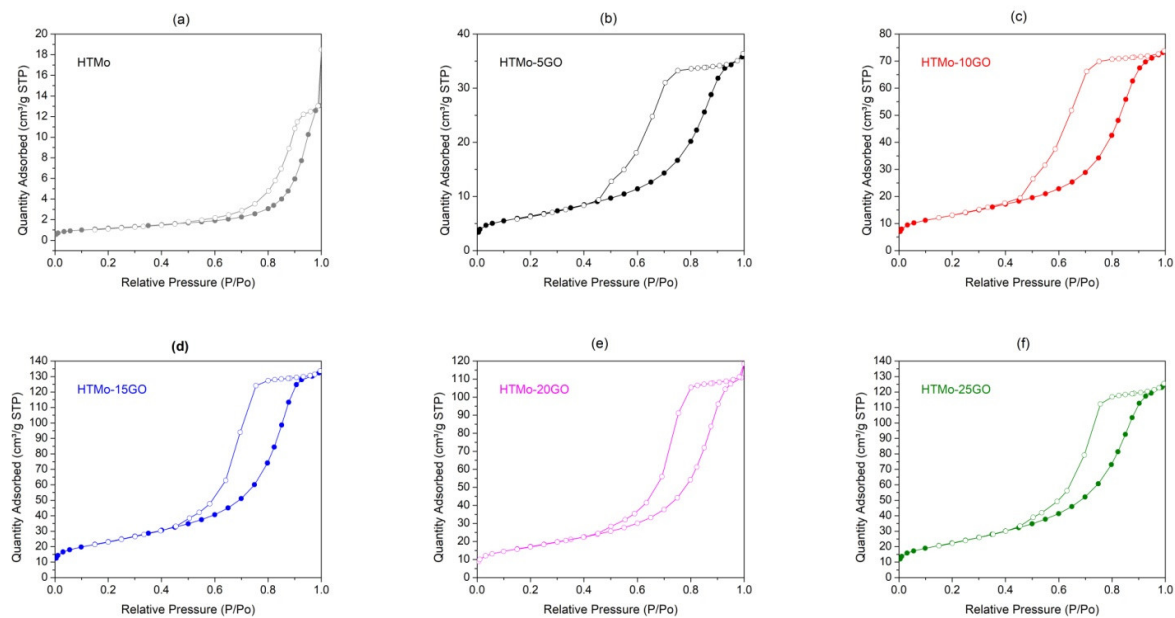 (a)
Quantity Adsorbed (cm³/g STP)
20
18
16
14
12
10
8
6
4
2
0
HTMo
0.0 0.2 0.4 0.6 0.8 1.0
Relative Pressure (P/Po)
(b)
Quantity Adsorbed (cm³/g STP)
40
30
20
10
0
HTMo-5GO
0.0 0.2 0.4 0.6 0.8 1.0
Relative Pressure (P/Po)
(c)
Quantity Adsorbed (cm³/g STP)
80
70
60
50
40
30
20
10
0
HTMo-10GO
0.0 0.2 0.4 0.6 0.8 1.0
Relative Pressure (P/Po)
(d)
Quantity Adsorbed (cm³/g STP)
140
130
120
110
100
90
80
70
60
50
40
30
20
10
0
HTMo-15GO
0.0 0.2 0.4 0.6 0.8 1.0
Relative Pressure (P/Po)
(e)
Quantity Adsorbed (cm³/g STP)
120
110
100
90
80
70
60
50
40
30
20
10
0
HTMo-20GO
0.0 0.2 0.4 0.6 0.8 1.0
Relative Pressure (P/Po)
(f)
Quantity Adsorbed (cm³/g STP)
140
130
120
110
100
90
80
70
60
50
40
30
20
10
0
HTMo-25GO
0.0 0.2 0.4 0.6 0.8 1.0
Relative Pressure (P/Po)